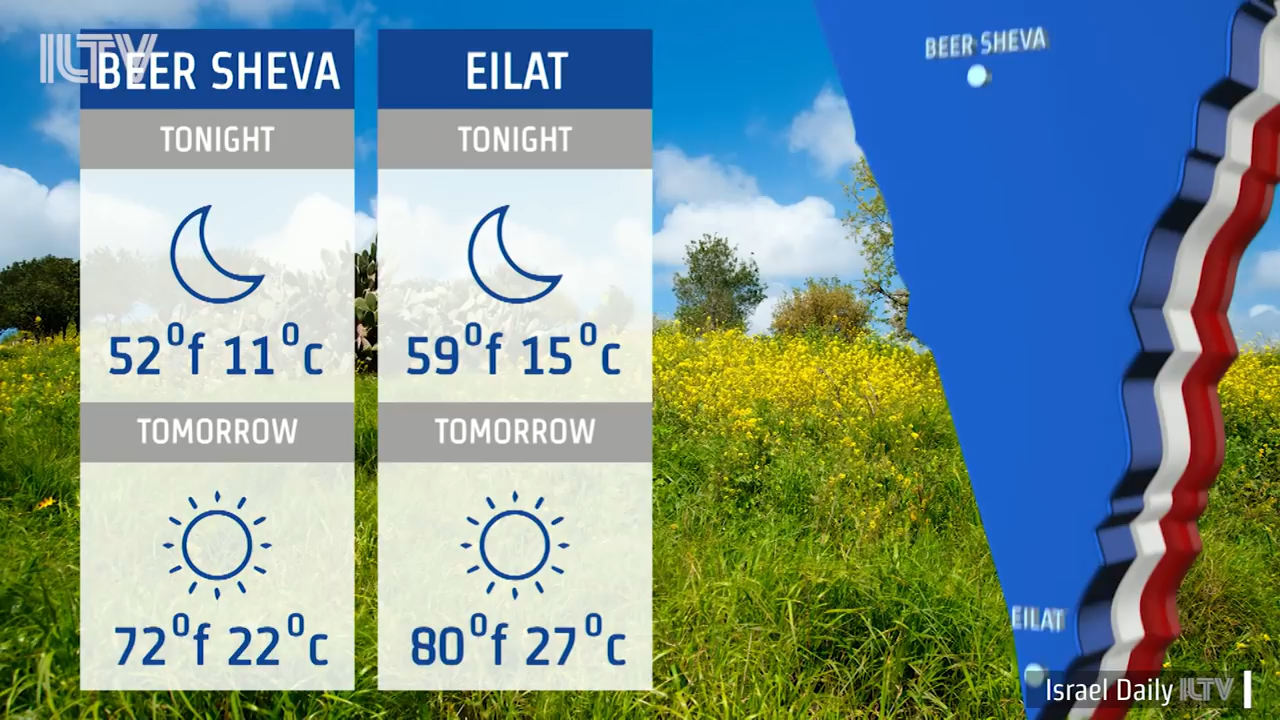 ILTV
BEER SHEVA
TONIGHT
52°f 11°c
TOMORROW
72°f 22°c
EILAT
TONIGHT
59°f 15°c
TOMORROW
80°f 27°c
BEER SHEVA
EILAT
Israel Daily ILTV